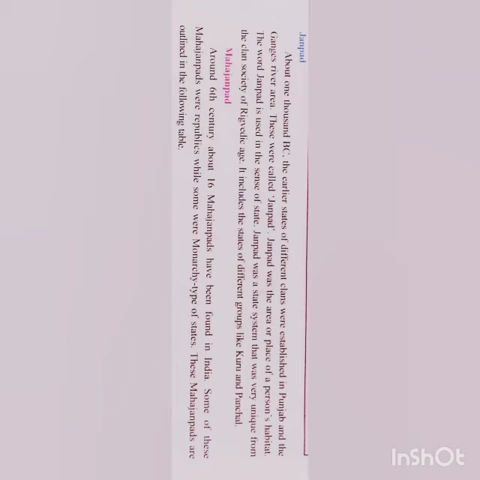 Janpad
About one thousand BC, the earlier states of different clans were established in Punjab and the
Ganges river area. These were called 'Janpad'. Janpad was the area or place of a person's habitat.
The word Janpad is used in the sense of state. Janpad was a state system that was very unique from
the clan society of Rigvedic age. It includes the states of different groups like Kuru and Panchal.
Mahajanpad
Around 6th century about 16 Mahajanpads have been found in India. Some of these
Mahajanpads were republics while some were Monarchy-type of states. These Mahajanpads are
outlined in the following table.
InShOt